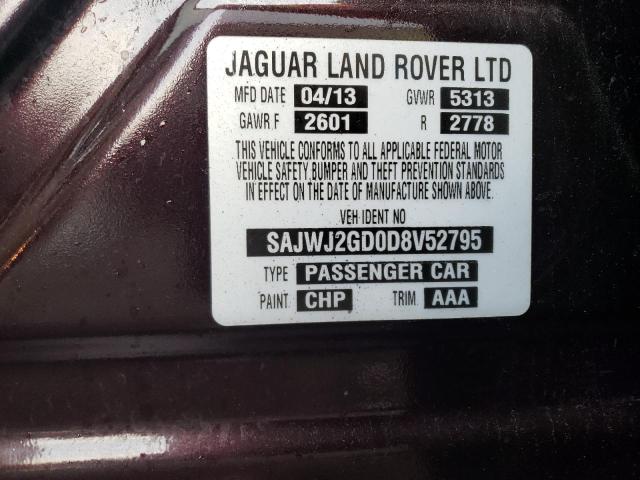 JAGUAR LAND ROVER LTD
MFD DATE 04/13 GVWR 5313
GAWR F 2601 R 2778
THIS VEHICLE CONFORMS TO ALL APPLICABLE FEDERAL MOTOR
VEHICLE SAFETY, BUMPER AND THEFT PREVENTION STANDARDS
IN EFFECT ON THE DATE OF MANUFACTURE SHOWN ABOVE.
VEH IDENT NO
SAJWJ2GD0D8V52795
TYPE PASSENGER CAR
PAINT CHP TRIM AAA